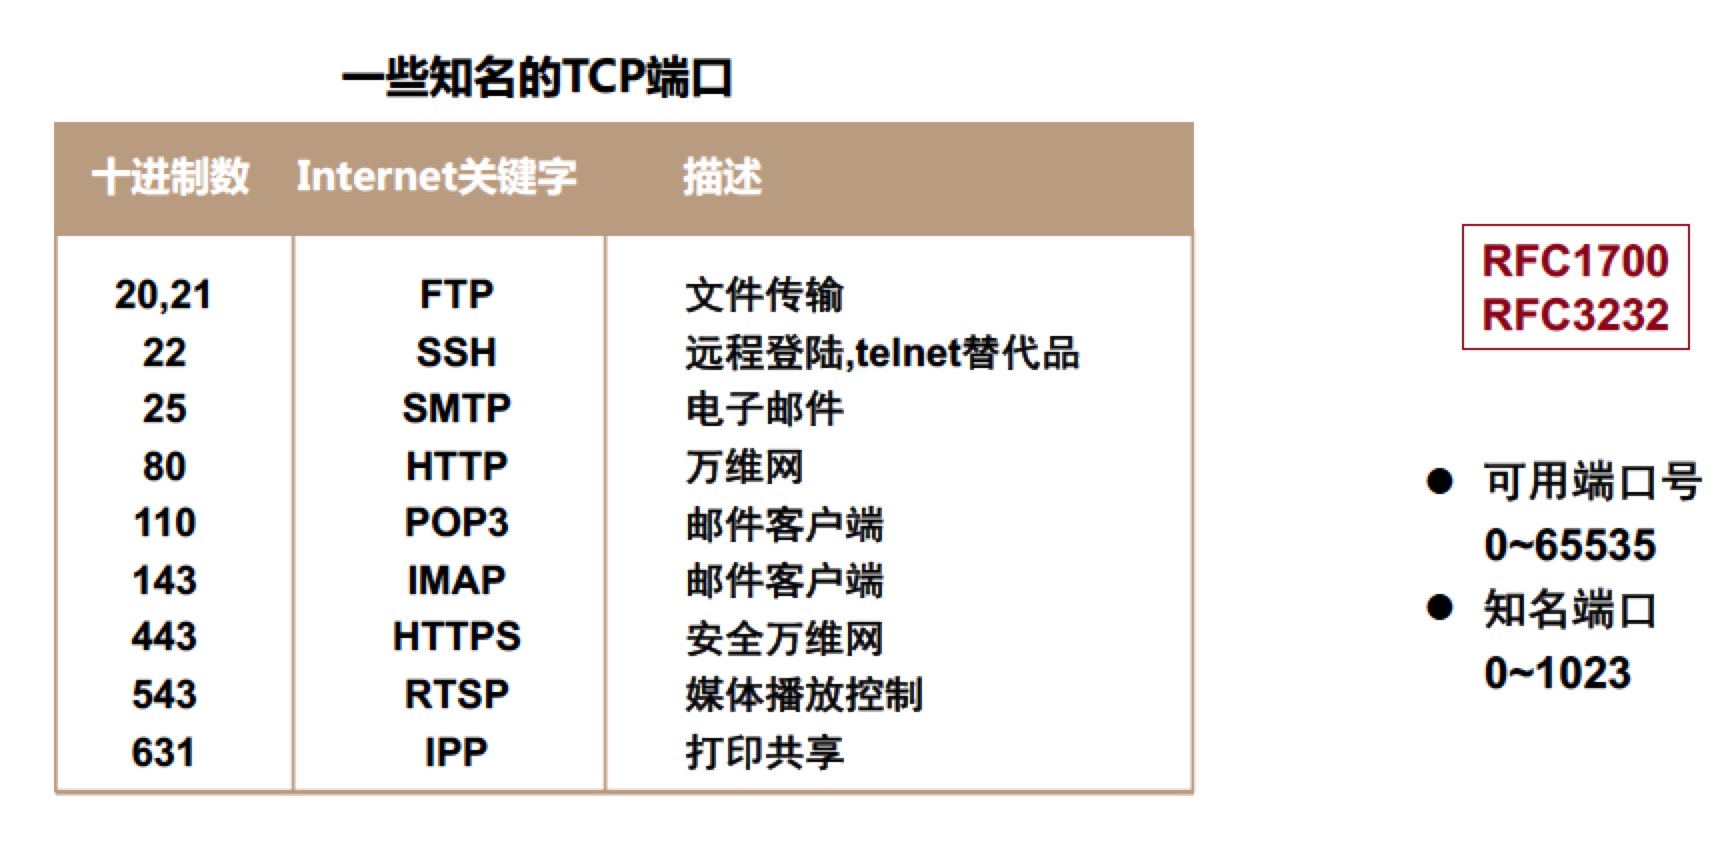 一些知名的TCP端口
十进制数 Internet关键字 描述
20,21 FTP 文件传输
22 SSH 远程登陆,telnet替代品
25 SMTP 电子邮件
80 HTTP 万维网
110 POP3 邮件客户端
143 IMAP 邮件客户端
443 HTTPS 安全万维网
543 RTSP 媒体播放控制
631 IPP 打印共享
RFC1700
RFC3232
● 可用端口号
0~65535
● 知名端口
0~1023